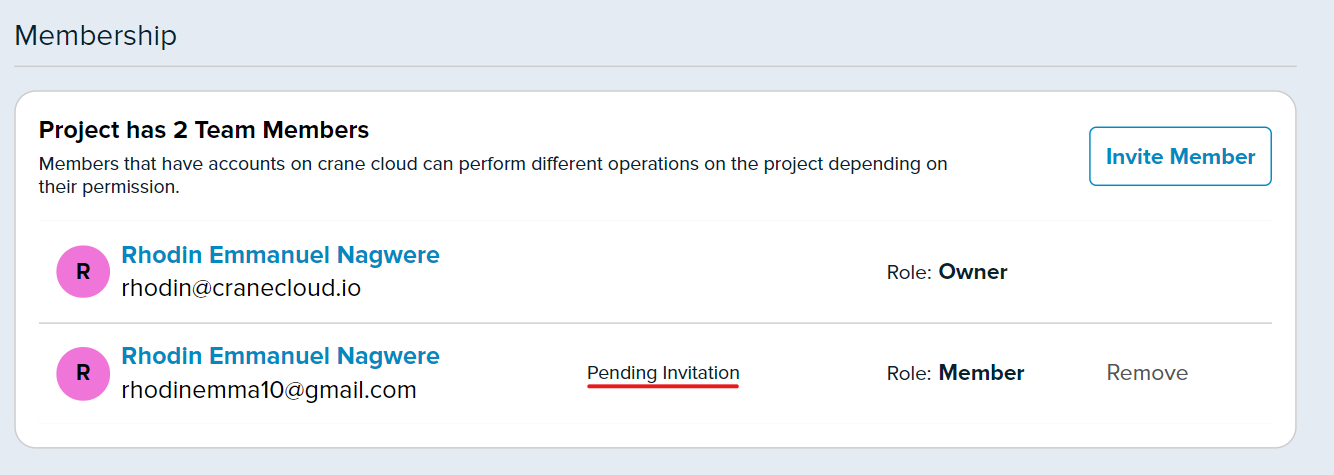 Membership
Project has 2 Team Members
Members that have accounts on crane cloud can perform different operations on the project depending on
their permission.
Invite Member
R
Rhodin Emmanuel Nagwere
rhodin@cranecloud.io
Role: Owner
R
Rhodin Emmanuel Nagwere
rhodinemma10@gmail.com
Pending Invitation
Role: Member
Remove